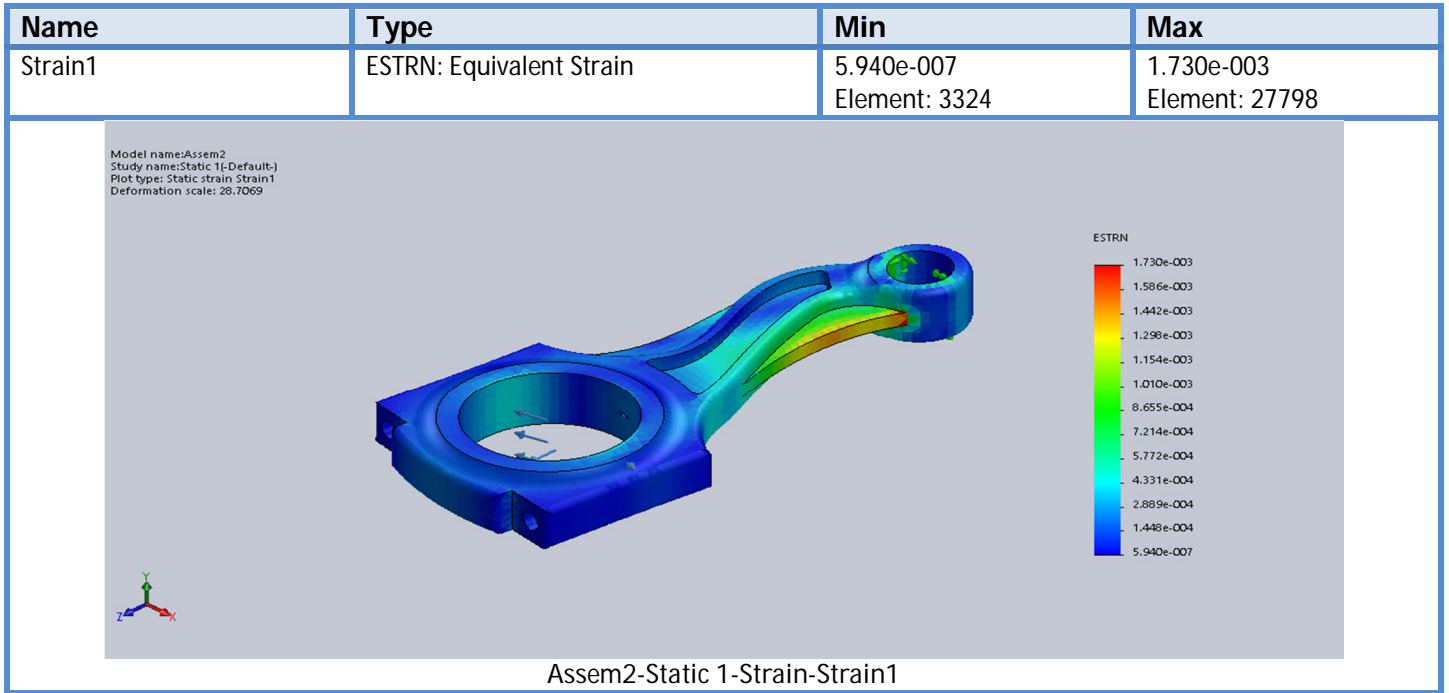 Name Type Min Max
Strain1 ESTRN: Equivalent Strain 5.940e-007 1.730e-003
Element: 3324 Element: 27798
Model name:Assem2
Study name:Static 1(-Default-)
Plot type: Static strain Strain1
Deformation scale: 28.7069
ESTRN
1.730e-003
1.586e-003
1.442e-003
1.298e-003
1.154e-003
1.010e-003
8.655e-004
7.214e-004
5.772e-004
4.331e-004
2.889e-004
1.448e-004
5.940e-007
Y
Z X
Assem2-Static 1-Strain-Strain1